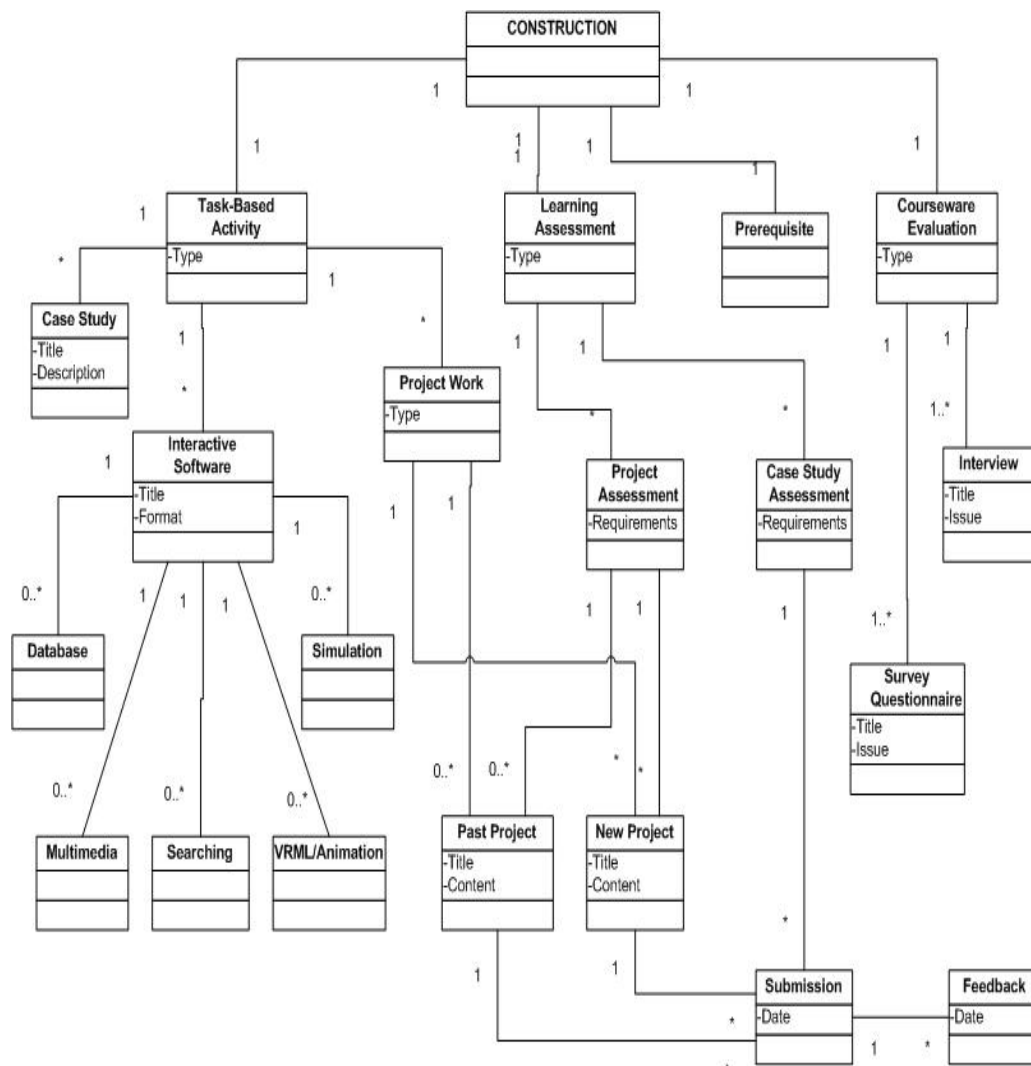 CONSTRUCTION
1
1
1
1
1
1
1
1
1
Task-Based
Activity
-Type
Learning
Assessment
-Type
Prerequisite
Courseware
Evaluation
-Type
1
*
1
*
1
*
Case Study
-Title
-Description
Project Work
-Type
1
1
1
1
*
*
1..*
Interactive
Software
-Title
-Format
Project
Assessment
-Requirements
Case Study
Assessment
-Requirements
Interview
-Title
-Issue
1
1
1
1
1
1
1
1
1
1
0..*
0..*
1..*
Database
Simulation
Survey
Questionnaire
-Title
-Issue
0..*
0..*
0..*
0..*
0..*
*
*
Multimedia
Searching
VRML/Animation
Past Project
-Title
-Content
New Project
-Title
-Content
*
1
1
*
Submission
-Date
Feedback
-Date
1
*
*